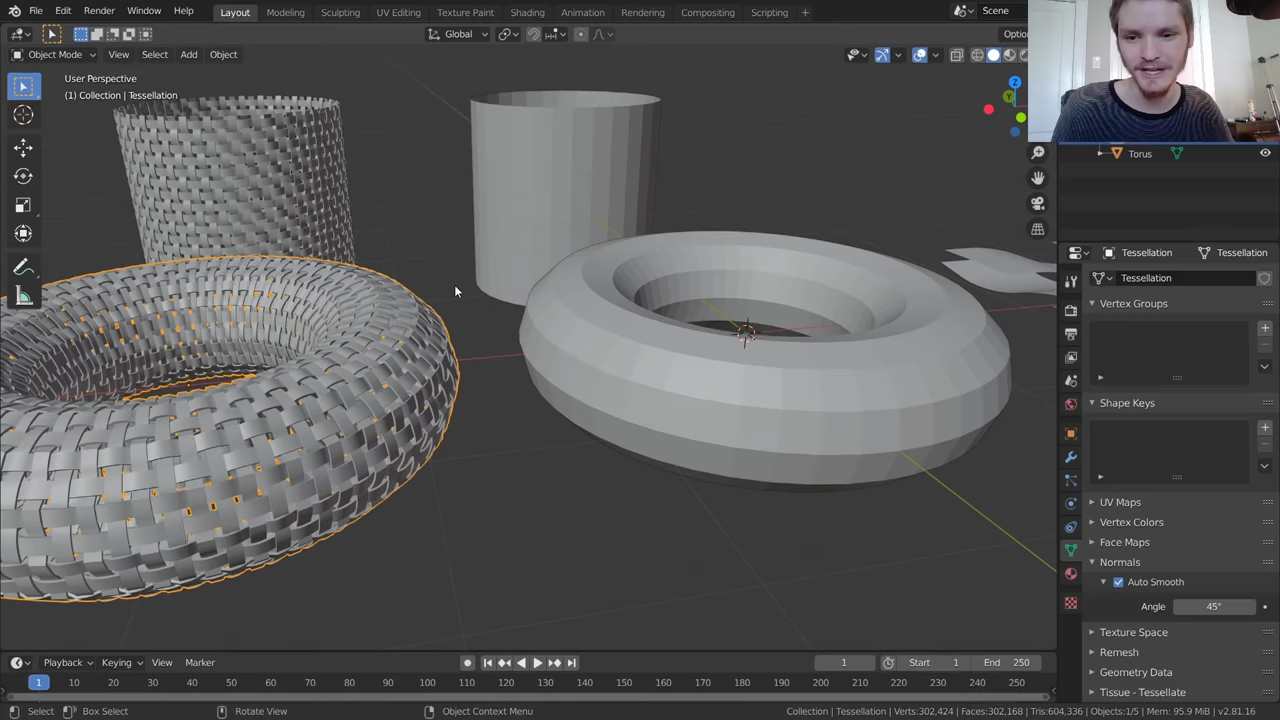 File Edit Render Window Help Layout Modeling Sculpting UV Editing Texture Paint Shading Animation Rendering Compositing Scripting + Scene
Global Optio
Object Mode View Select Add Object
User Perspective
(1) Collection | Tessellation
Z
Y
Torus
Tessellation Tessellation
Tessellation
Vertex Groups
Shape Keys
UV Maps
Vertex Colors
Face Maps
Normals
Auto Smooth
Angle 45°
Texture Space
Remesh
Geometry Data
Tissue - Tessellate
Playback Keying View Marker 1 Start 1 End 250
1 10 20 30 40 50 60 70 80 90 100 110 120 130 140 150 160 170 180 190 200 210 220 230 240 250
Select Box Select Rotate View Object Context Menu Collection | Tessellation | Verts:302,424 | Faces:302,168 | Tris:604,336 | Objects:1/5 | Mem: 95.9 MiB | v2.81.16